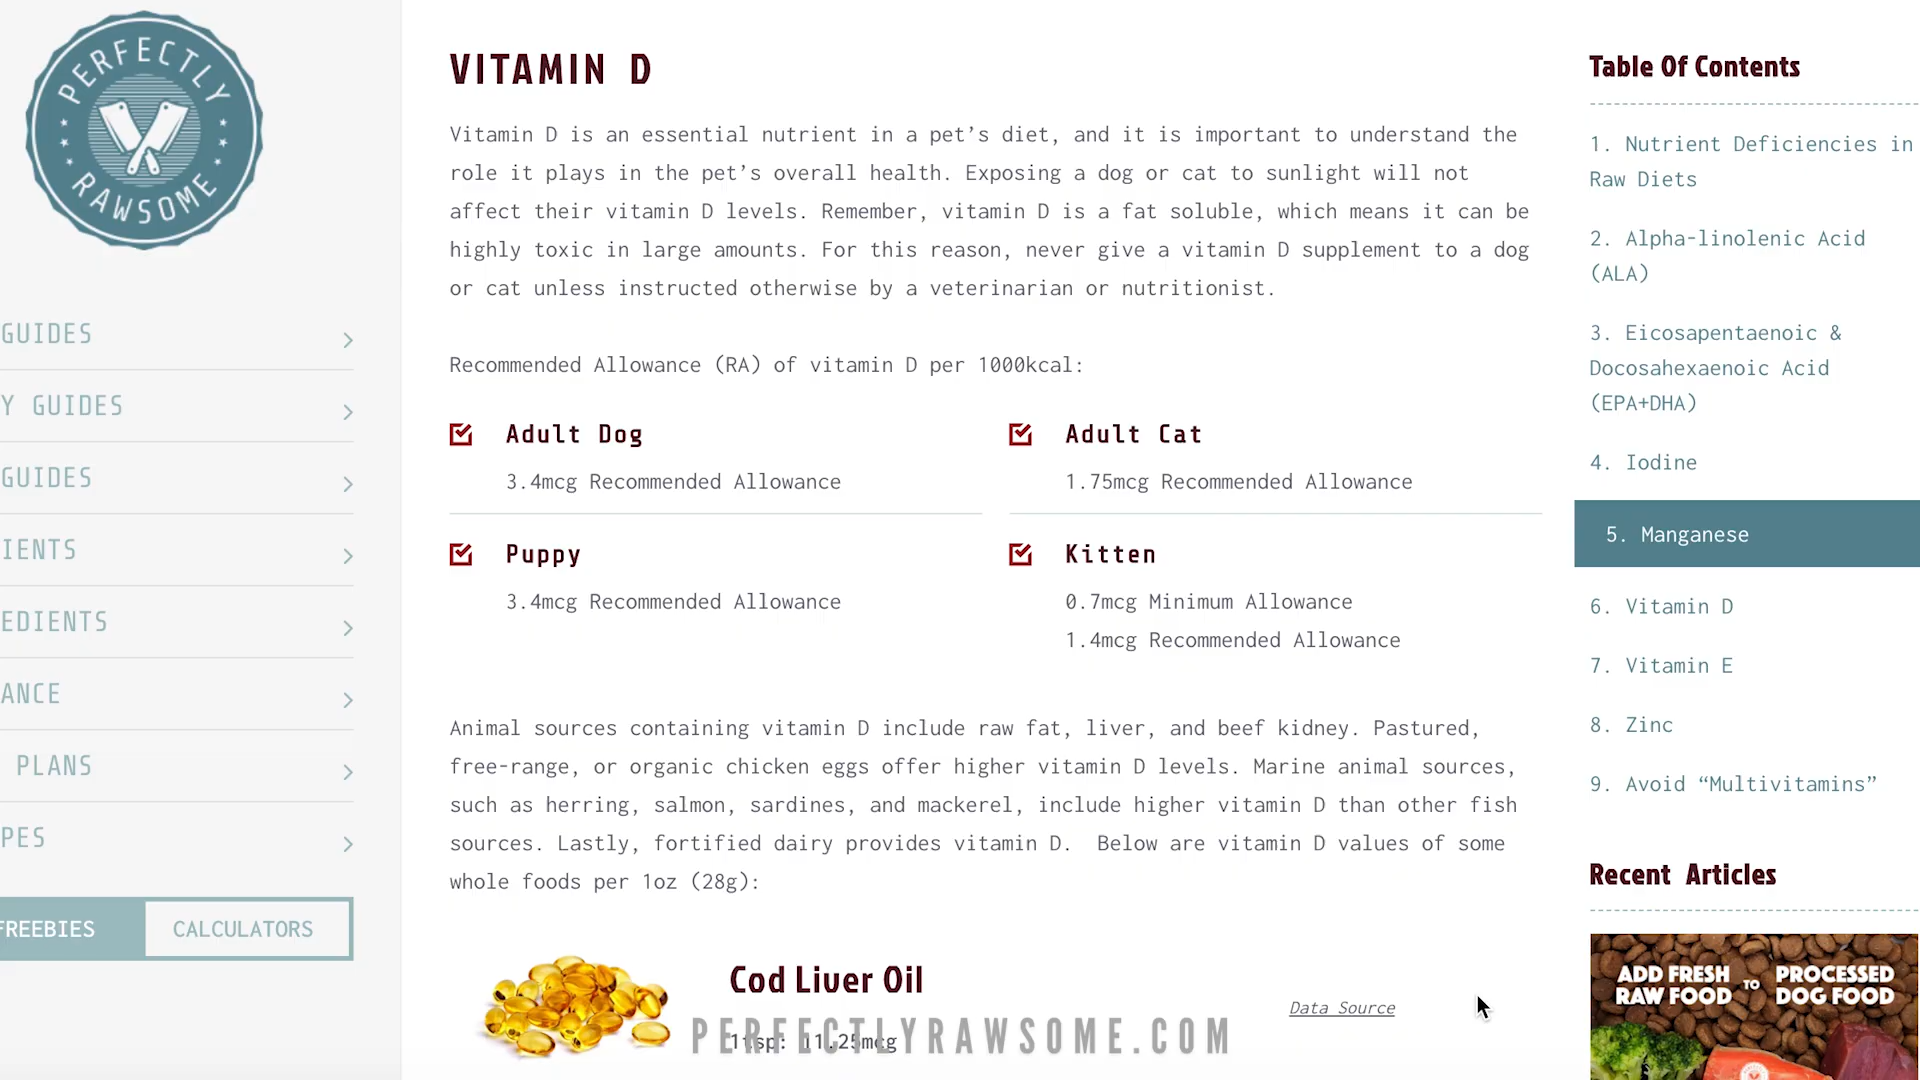 PERFECTLY
RAWSOME
GUIDES
Y GUIDES
GUIDES
IENTS
EDIENTS
ANCE
PLANS
PES
FREEBIES
CALCULATORS
VITAMIN D
Vitamin D is an essential nutrient in a pet’s diet, and it is important to understand the
role it plays in the pet’s overall health. Exposing a dog or cat to sunlight will not
affect their vitamin D levels. Remember, vitamin D is a fat soluble, which means it can be
highly toxic in large amounts. For this reason, never give a vitamin D supplement to a dog
or cat unless instructed otherwise by a veterinarian or nutritionist.
Recommended Allowance (RA) of vitamin D per 1000kcal:
Adult Dog
3.4mcg Recommended Allowance
Adult Cat
1.75mcg Recommended Allowance
Puppy
3.4mcg Recommended Allowance
Kitten
0.7mcg Minimum Allowance
1.4mcg Recommended Allowance
Animal sources containing vitamin D include raw fat, liver, and beef kidney. Pastured,
free-range, or organic chicken eggs offer higher vitamin D levels. Marine animal sources,
such as herring, salmon, sardines, and mackerel, include higher vitamin D than other fish
sources. Lastly, fortified dairy provides vitamin D.  Below are vitamin D values of some
whole foods per 1oz (28g):
Cod Liver Oil
1tsp: 11.25mcg
Data Source
PERFECTLYRAWSOME.COM
Table Of Contents
1. Nutrient Deficiencies in
Raw Diets
2. Alpha-linolenic Acid
(ALA)
3. Eicosapentaenoic &
Docosahexaenoic Acid
(EPA+DHA)
4. Iodine
5. Manganese
6. Vitamin D
7. Vitamin E
8. Zinc
9. Avoid “Multivitamins”
Recent Articles
ADD FRESH RAW FOOD TO PROCESSED DOG FOOD